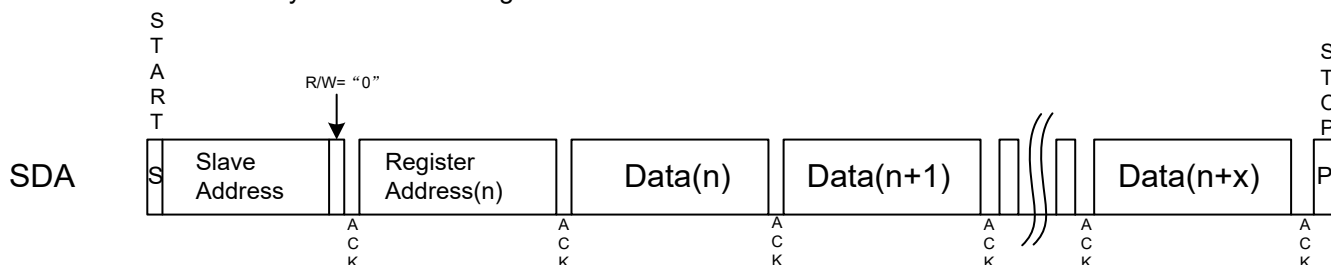 START
STOP
R/W= “0”
SDA
S
Slave
Address
Register
Address(n)
Data(n)
Data(n+1)
Data(n+x)
P
ACK
ACK
ACK
ACK
ACK
ACK